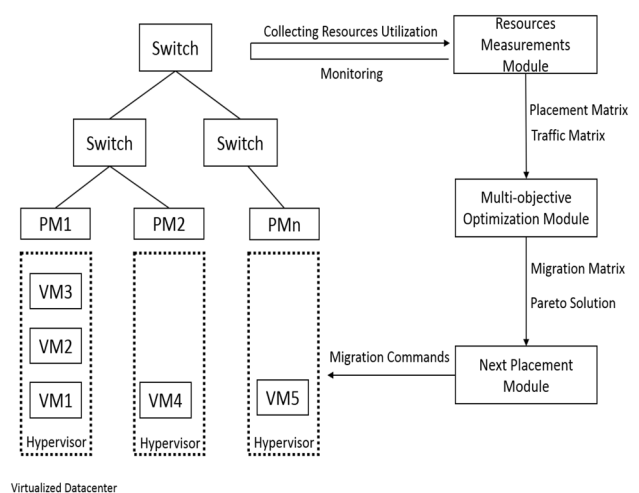 Switch
Collecting Resources Utilization
Monitoring
Resources
Measurements
Module
Placement Matrix
Traffic Matrix
Switch
Switch
Multi-objective
Optimization Module
PM1
PM2
PMn
Migration Matrix
Pareto Solution
VM3
VM2
VM1
VM4
VM5
Migration Commands
Next Placement
Module
Hypervisor
Hypervisor
Hypervisor
Virtualized Datacenter